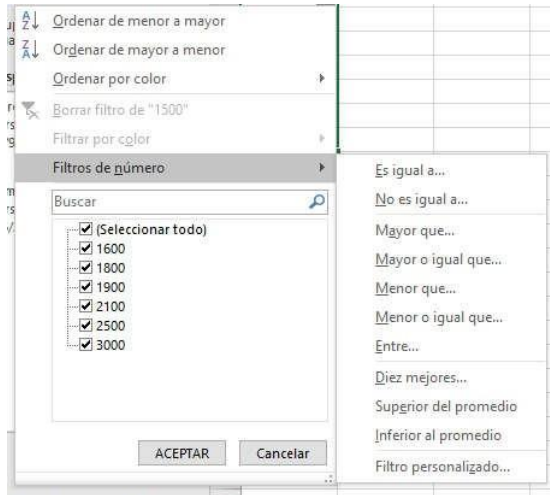 Ordenar de menor a mayor
Ordenar de mayor a menor
Ordenar por color
Borrar filtro de "1500"
Filtrar por color
Filtros de número
Buscar
(Seleccionar todo)
1600
1800
1900
2100
2500
3000
ACEPTAR Cancelar
Es igual a...
No es igual a...
Mayor que...
Mayor o igual que...
Menor que...
Menor o igual que...
Entre...
Diez mejores...
Superior del promedio
Inferior al promedio
Filtro personalizado...